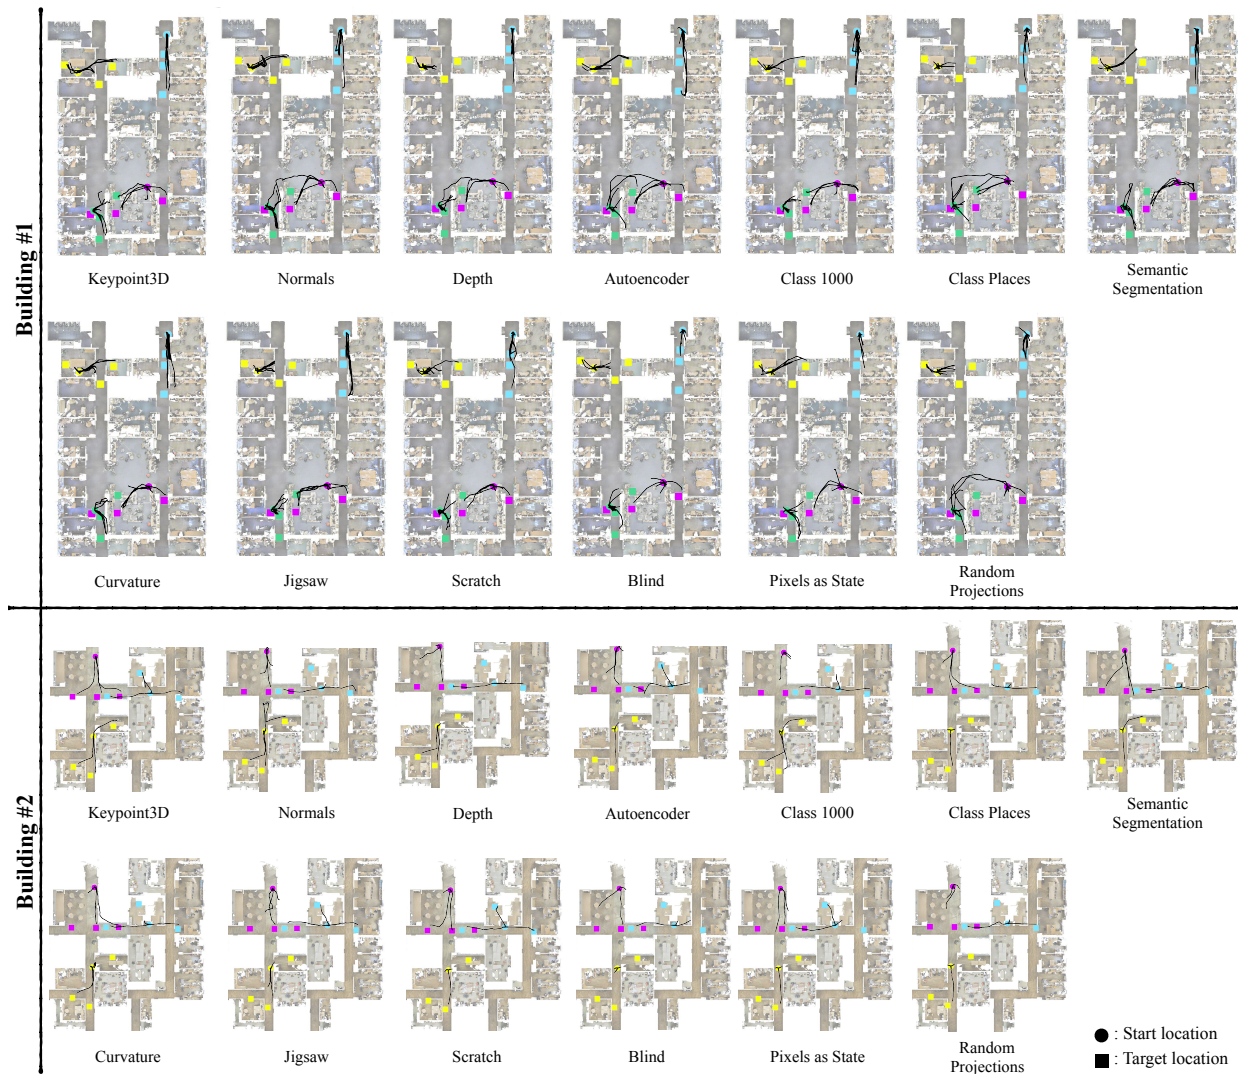 Building #1
Keypoint3D
Normals
Depth
Autoencoder
Class 1000
Class Places
Semantic
Segmentation
Curvature
Jigsaw
Scratch
Blind
Pixels as State
Random
Projections
Building #2
Keypoint3D
Normals
Depth
Autoencoder
Class 1000
Class Places
Semantic
Segmentation
Curvature
Jigsaw
Scratch
Blind
Pixels as State
Random
Projections
: Start location
: Target location